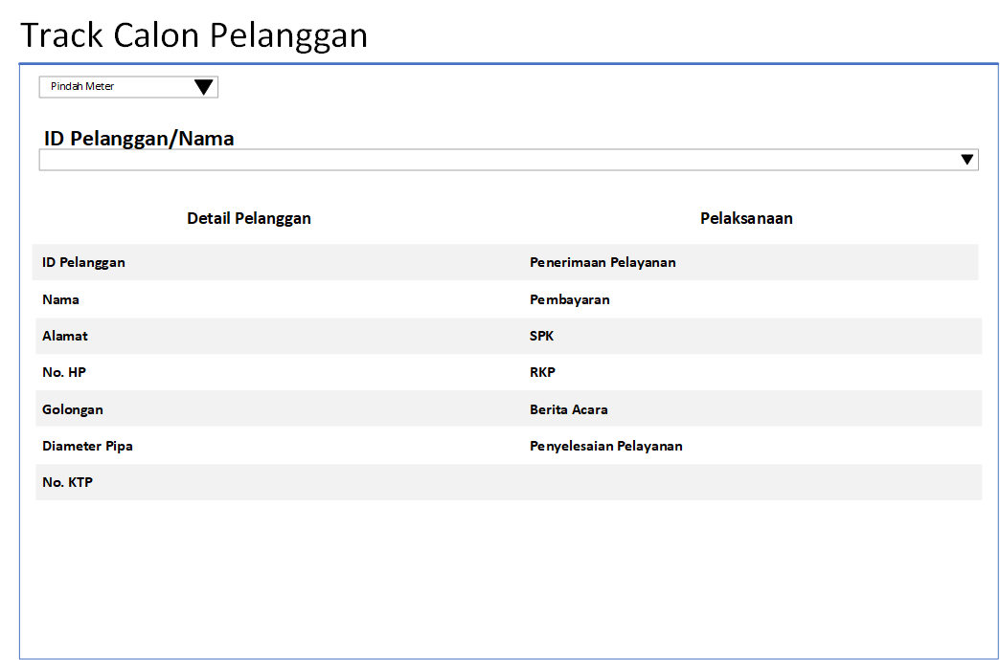 Track Calon Pelanggan
Pindah Meter
ID Pelanggan/Nama
Detail Pelanggan Pelaksanaan
ID Pelanggan Penerimaan Pelayanan
Nama Pembayaran
Alamat SPK
No. HP RKP
Golongan Berita Acara
Diameter Pipa Penyelesaian Pelayanan
No. KTP